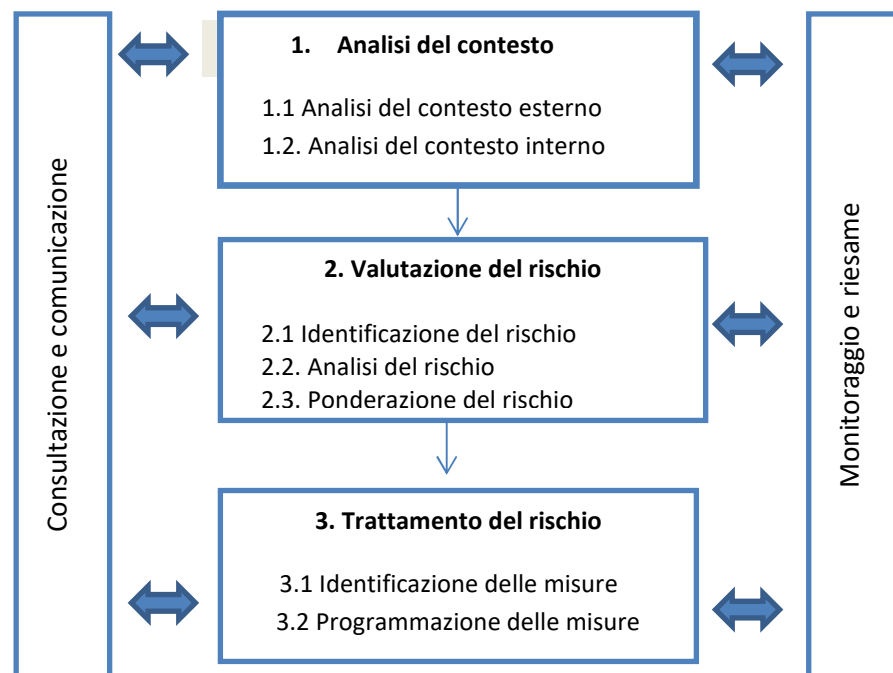 Consultazione e comunicazione
1. Analisi del contesto
1.1 Analisi del contesto esterno
1.2. Analisi del contesto interno
2. Valutazione del rischio
2.1 Identificazione del rischio
2.2. Analisi del rischio
2.3. Ponderazione del rischio
3. Trattamento del rischio
3.1 Identificazione delle misure
3.2 Programmazione delle misure
Monitoraggio e riesame